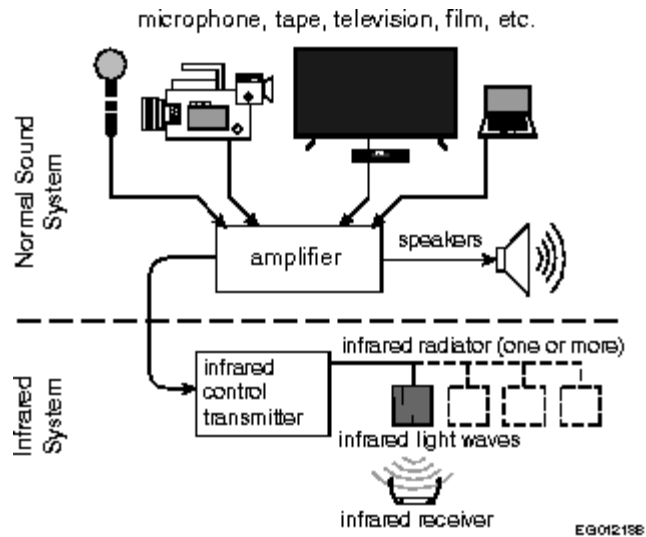 microphone, tape, television, film, etc.
Normal Sound
System
amplifier
speakers
Infrared
System
infrared
control
transmitter
infrared radiator (one or more)
infrared light waves
infrared receiver
EG01213B